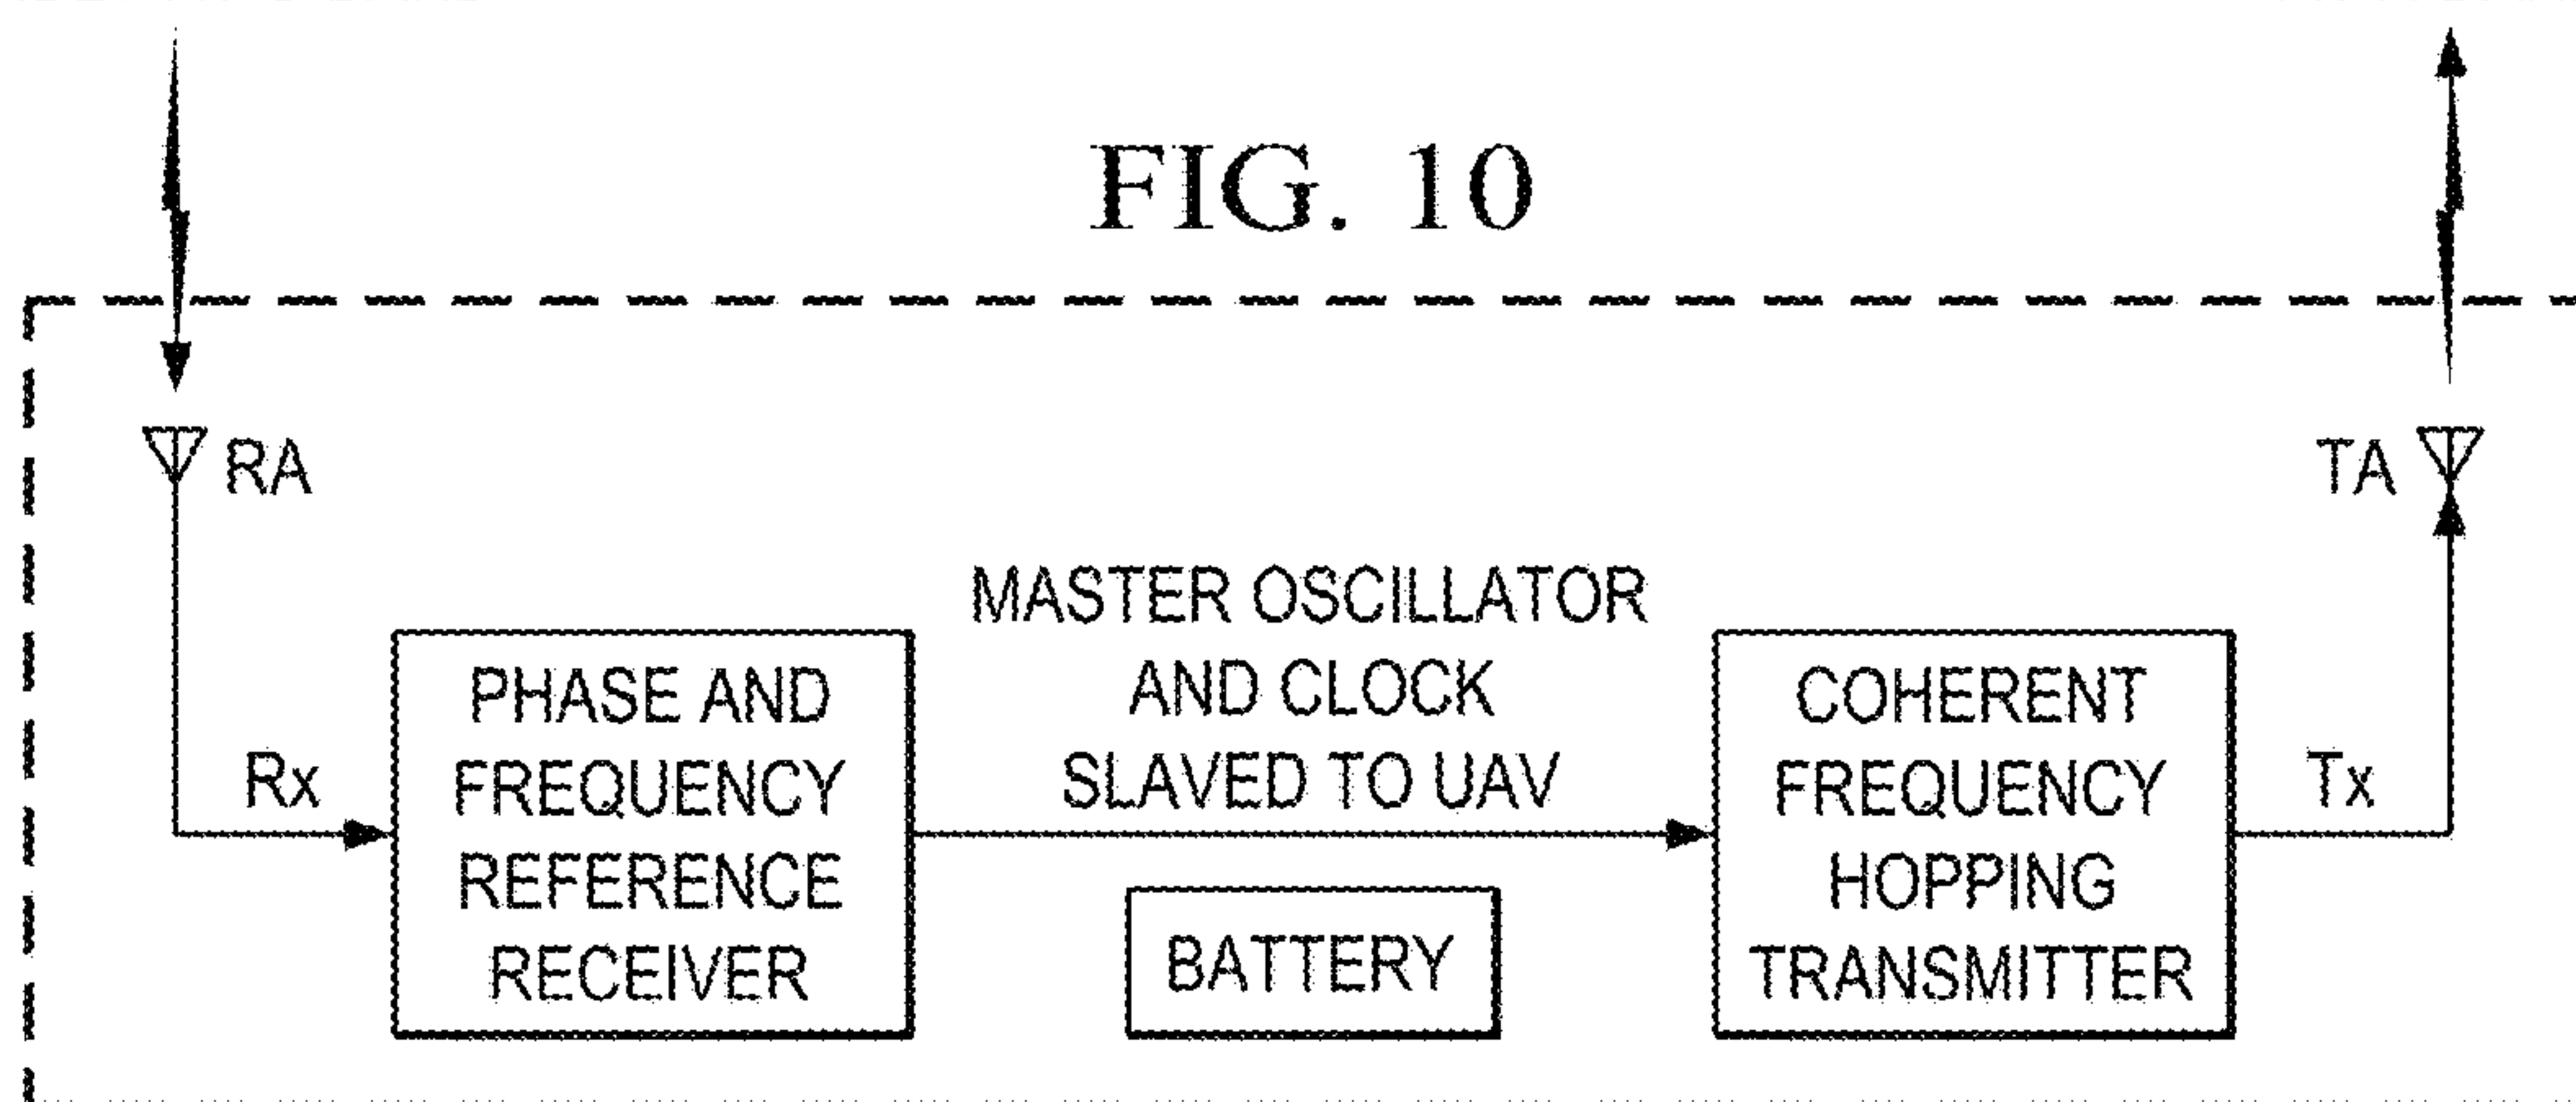 FIG. 10
RA
TA
MASTER OSCILLATOR
AND CLOCK
SLAVED TO UAV
Rx
PHASE AND
FREQUENCY
REFERENCE
RECEIVER
BATTERY
COHERENT
FREQUENCY
HOPPING
TRANSMITTER
Tx